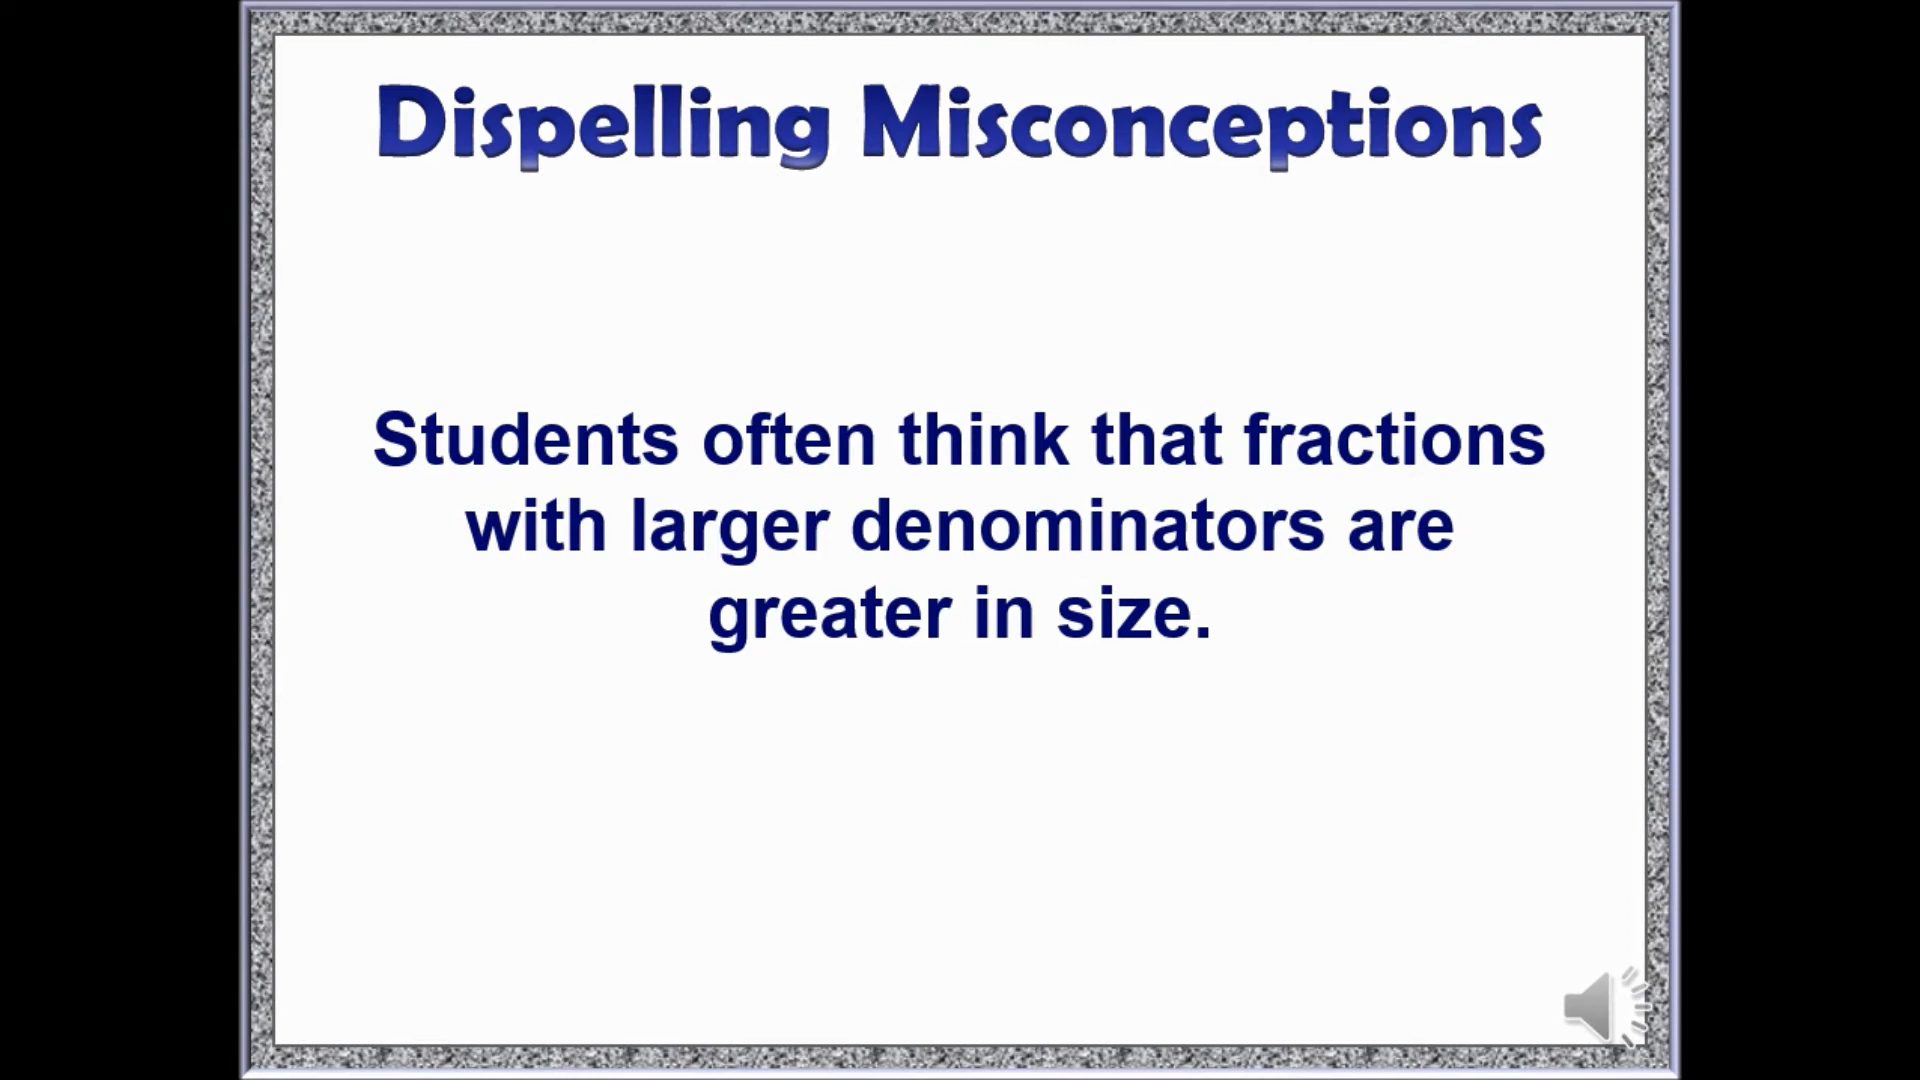 Dispelling Misconceptions
Students often think that fractions
with larger denominators are
greater in size.